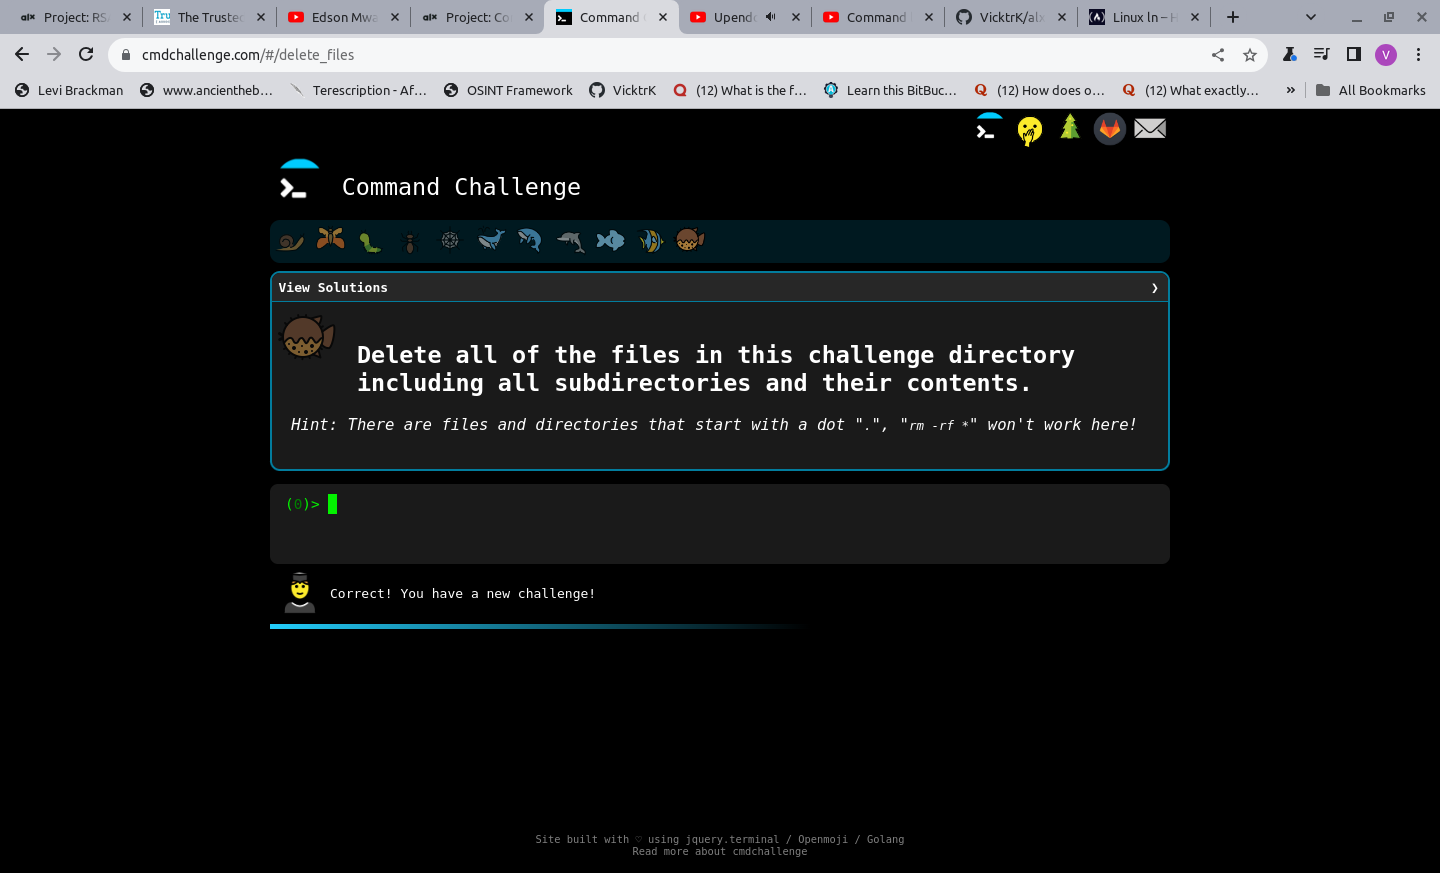 Project: RS
The Truste
Edson Mwa
Project: Co
Command
Upend
Command
VicktrK/al
Linux ln – H
cmdchallenge.com/#/delete_files
V
Levi Brackman
www.ancientheb…
Terescription - Af…
OSINT Framework
VicktrK
(12) What is the f…
Learn this BitBuc…
(12) How does o…
(12) What exactly…
»
All Bookmarks
Command Challenge
View Solutions ❯
Delete all of the files in this challenge directory
including all subdirectories and their contents.
Hint: There are files and directories that start with a dot ".", "rm -rf *" won't work here!
(0)>
Correct! You have a new challenge!
Site built with ♡ using jquery.terminal / Openmoji / Golang
Read more about cmdchallenge